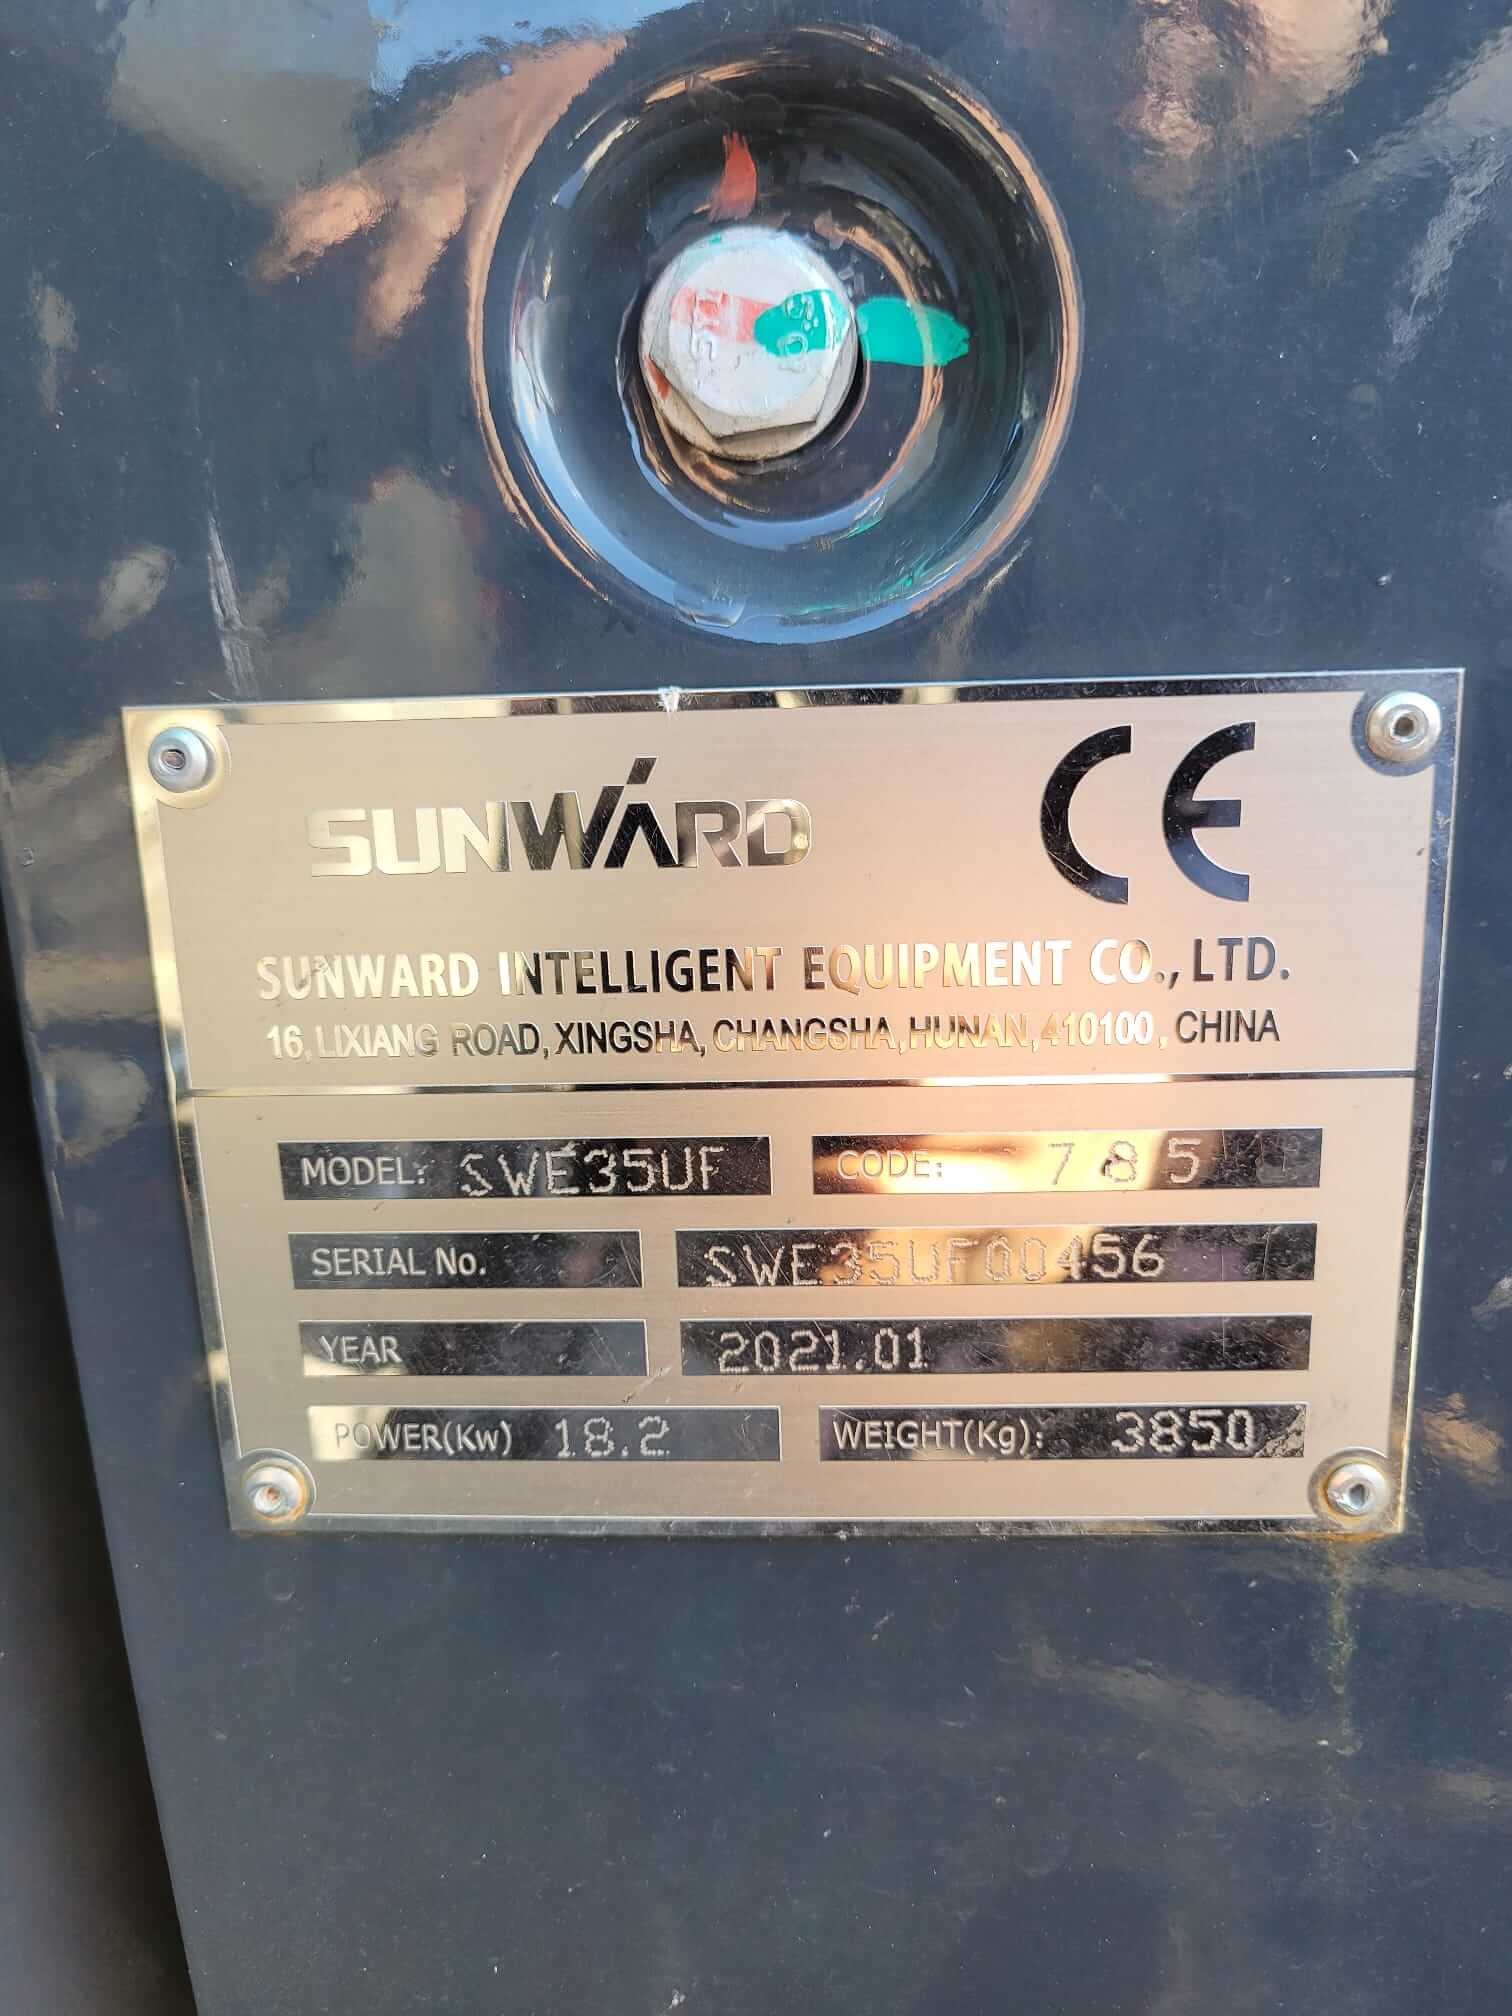 SUNWARD CE
SUNWARD INTELLIGENT EQUIPMENT CO., LTD.
16, LIXIANG ROAD, XINGSHA, CHANGSHA, HUNAN, 410100, CHINA
MODEL: SWE35UF CODE: 785
SERIAL No. SWE35UF00456
YEAR 2021.01
POWER(Kw) 18.2 WEIGHT(Kg): 3850